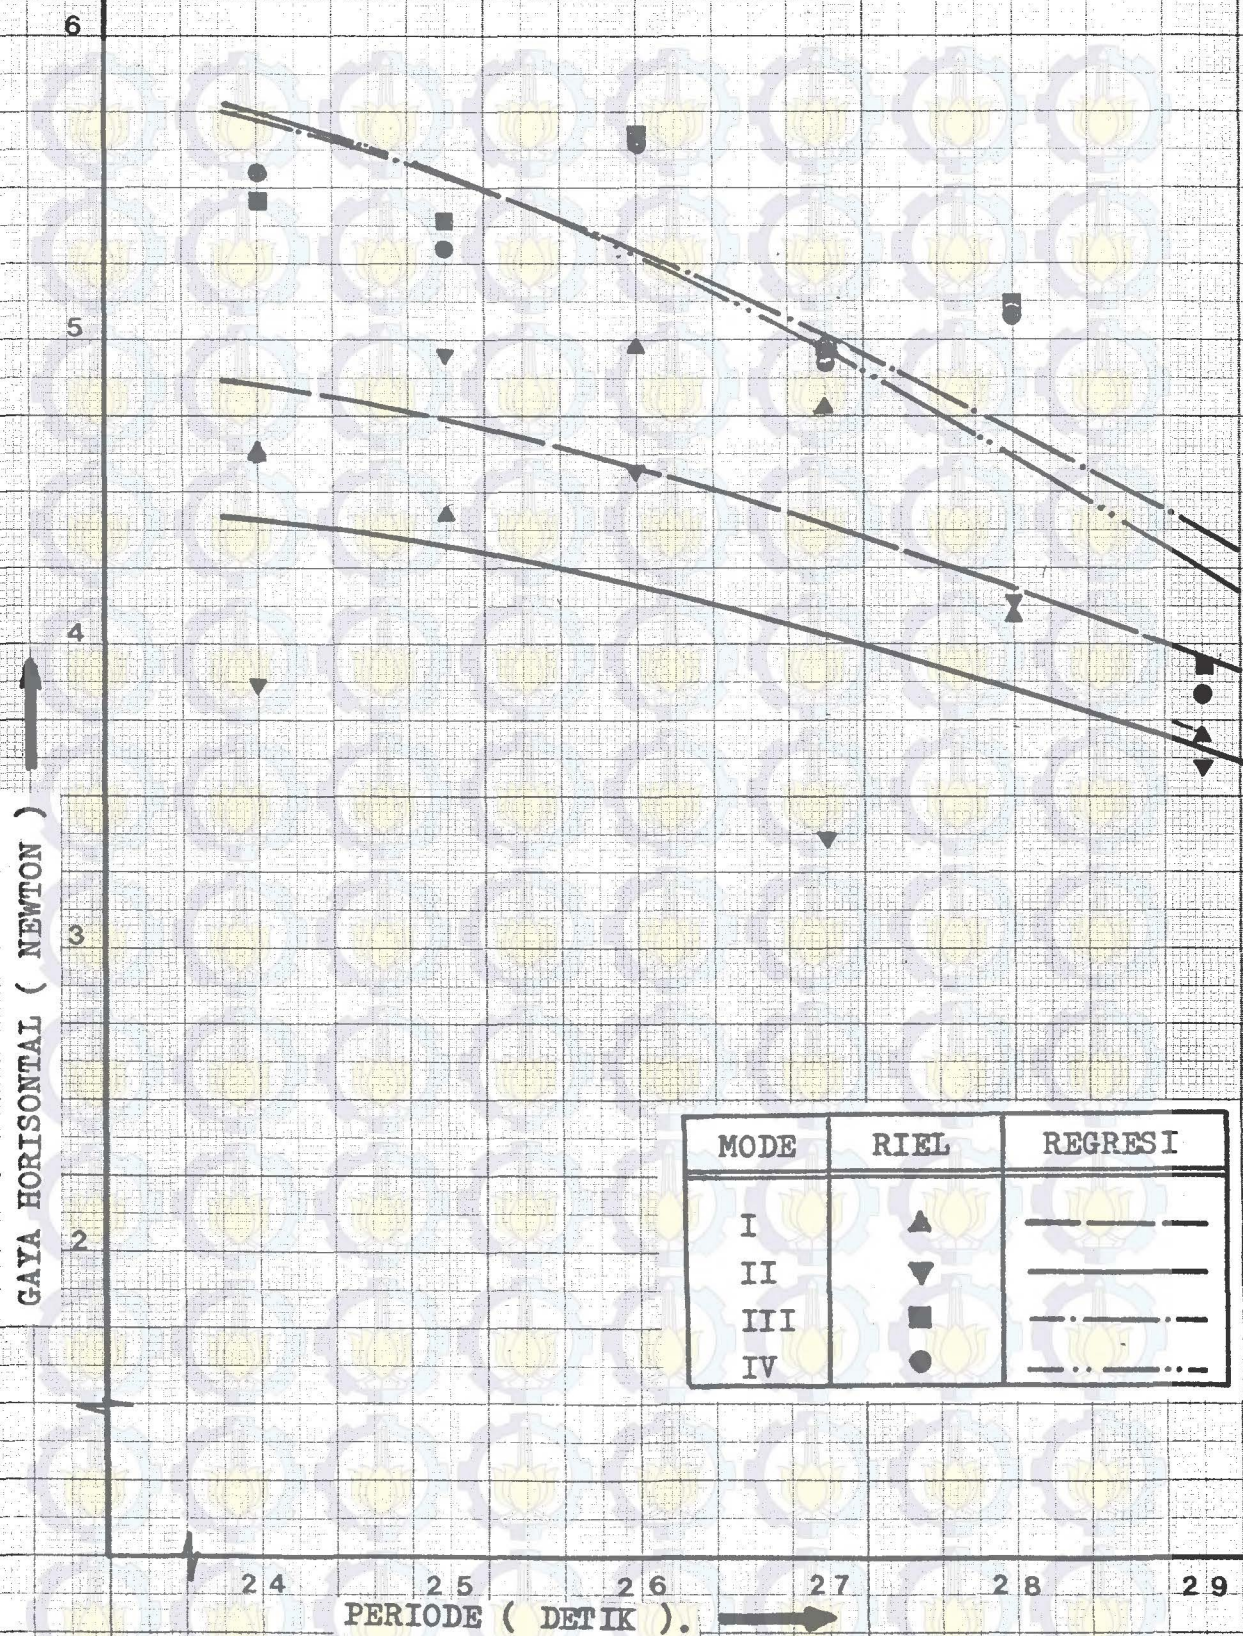 6
5
4
3
2
GAYA HORISONTAL ( NEWTON )
MODE RIEL REGRESI
I
II
III
IV
24 25 26 27 28 29
PERIODE ( DETIK ).